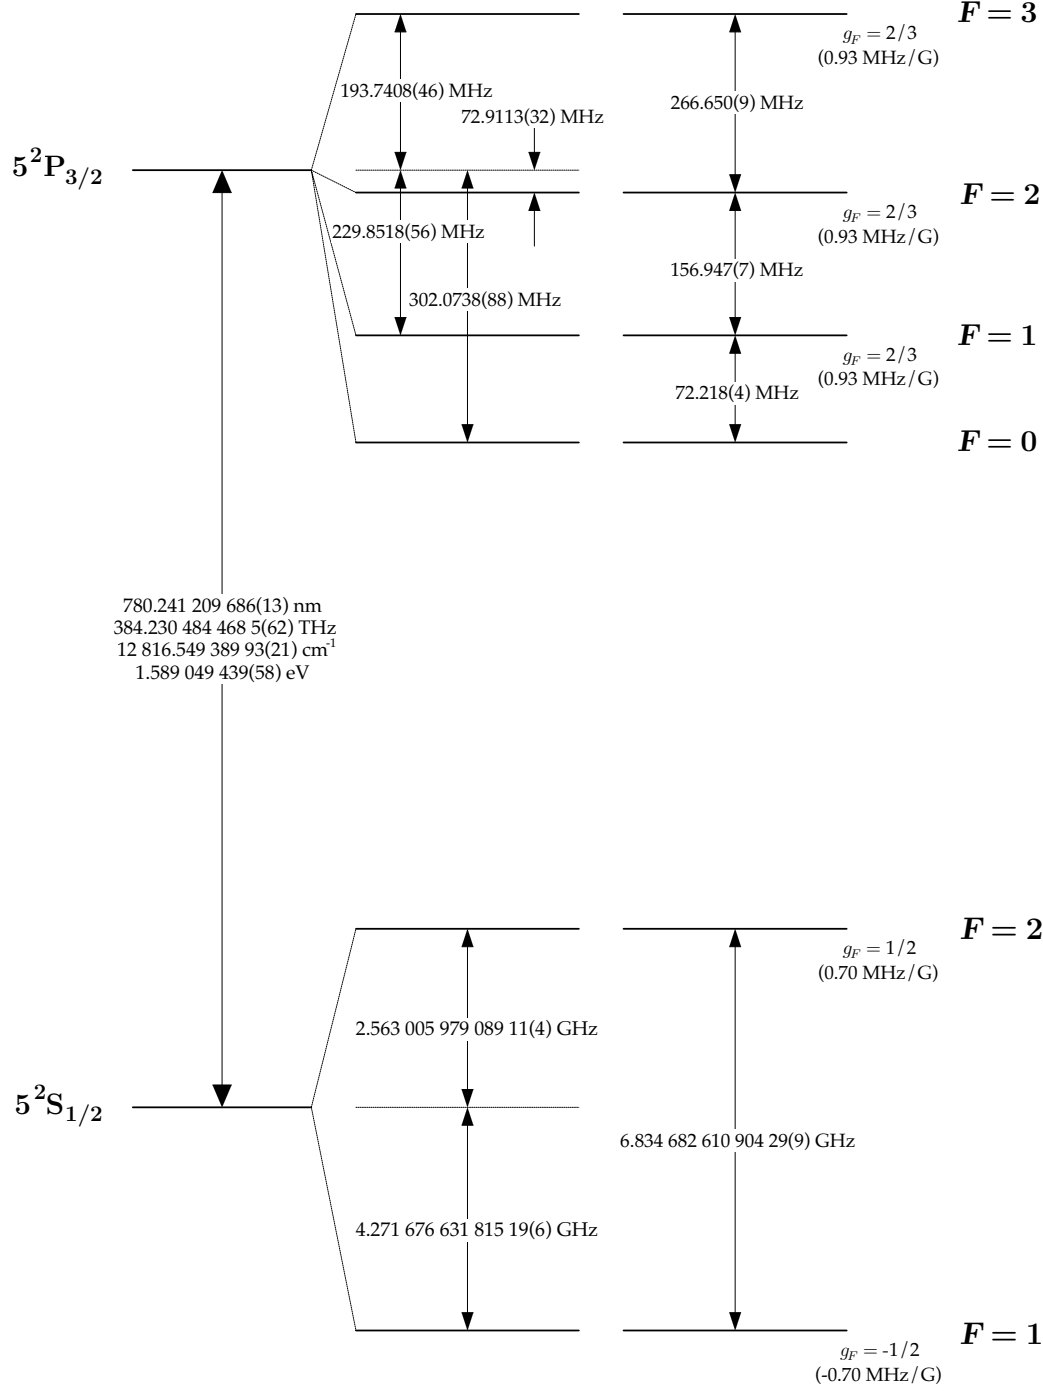 F = 3
g_F = 2/3
(0.93 MHz/G)
193.7408(46) MHz
72.9113(32) MHz
266.650(9) MHz
5²P₃/₂
F = 2
g_F = 2/3
(0.93 MHz/G)
229.8518(56) MHz
156.947(7) MHz
302.0738(88) MHz
F = 1
g_F = 2/3
(0.93 MHz/G)
72.218(4) MHz
F = 0
780.241 209 686(13) nm
384.230 484 468 5(62) THz
12 816.549 389 93(21) cm⁻¹
1.589 049 439(58) eV
F = 2
g_F = 1/2
(0.70 MHz/G)
2.563 005 979 089 11(4) GHz
5²S₁/₂
6.834 682 610 904 29(9) GHz
4.271 676 631 815 19(6) GHz
F = 1
g_F = -1/2
(-0.70 MHz/G)